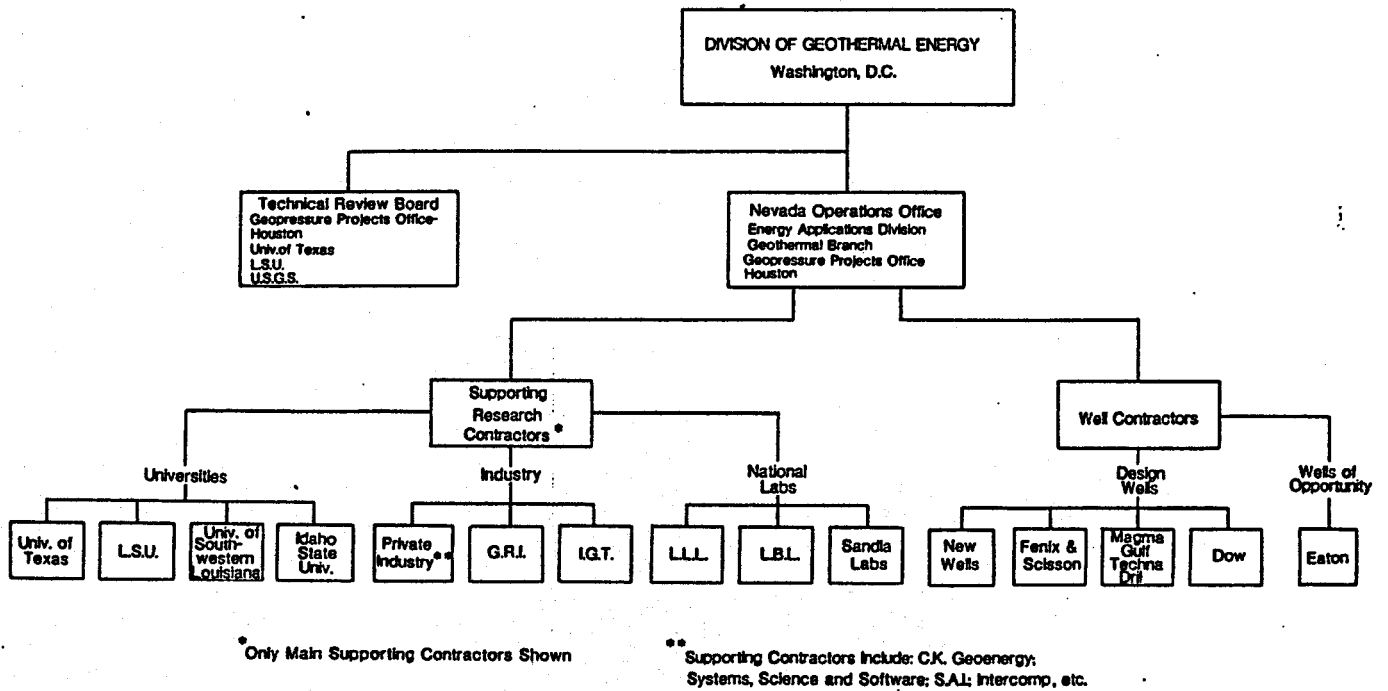 DIVISION OF GEOTHERMAL ENERGY
Washington, D.C.
Technical Review Board
Geopressure Projects Office-
Houston
Univ.of Texas
L.S.U.
U.S.G.S.
Nevada Operations Office
Energy Applications Division
Geothermal Branch
Geopressure Projects Office
Houston
Supporting
Research
Contractors *
Well Contractors
Universities
Industry
National
Labs
Design
Wells
Wells of
Opportunity
Univ. of
Texas
L.S.U.
Univ. of
South-
western
Louisiana
Idaho
State
Univ.
Private
Industry**
G.R.I.
I.G.T.
L.L.L.
L.B.L.
Sandia
Labs
New
Wells
Fenix &
Scisson
Magma
Gulf
Techna
Dril
Dow
Eaton
*Only Main Supporting Contractors Shown
**Supporting Contractors Include: C.K. Geoenergy;
Systems, Science and Software; S.A.I.; Intercomp, etc.